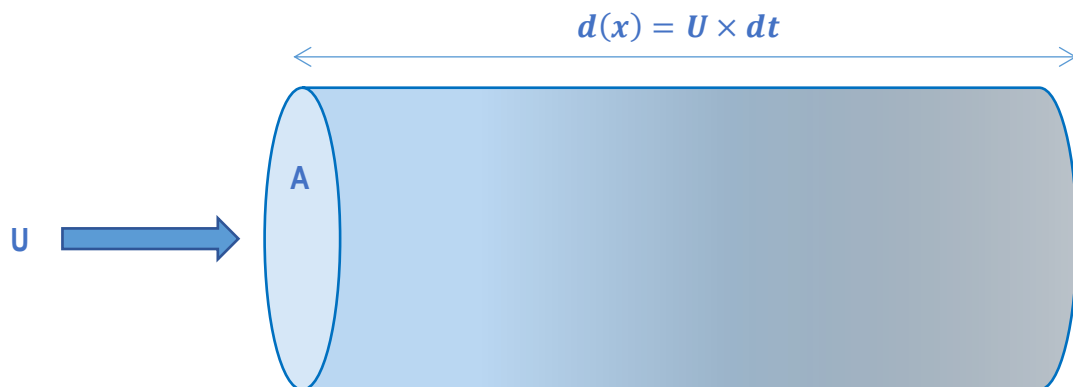 d(x) = U × dt
A
U